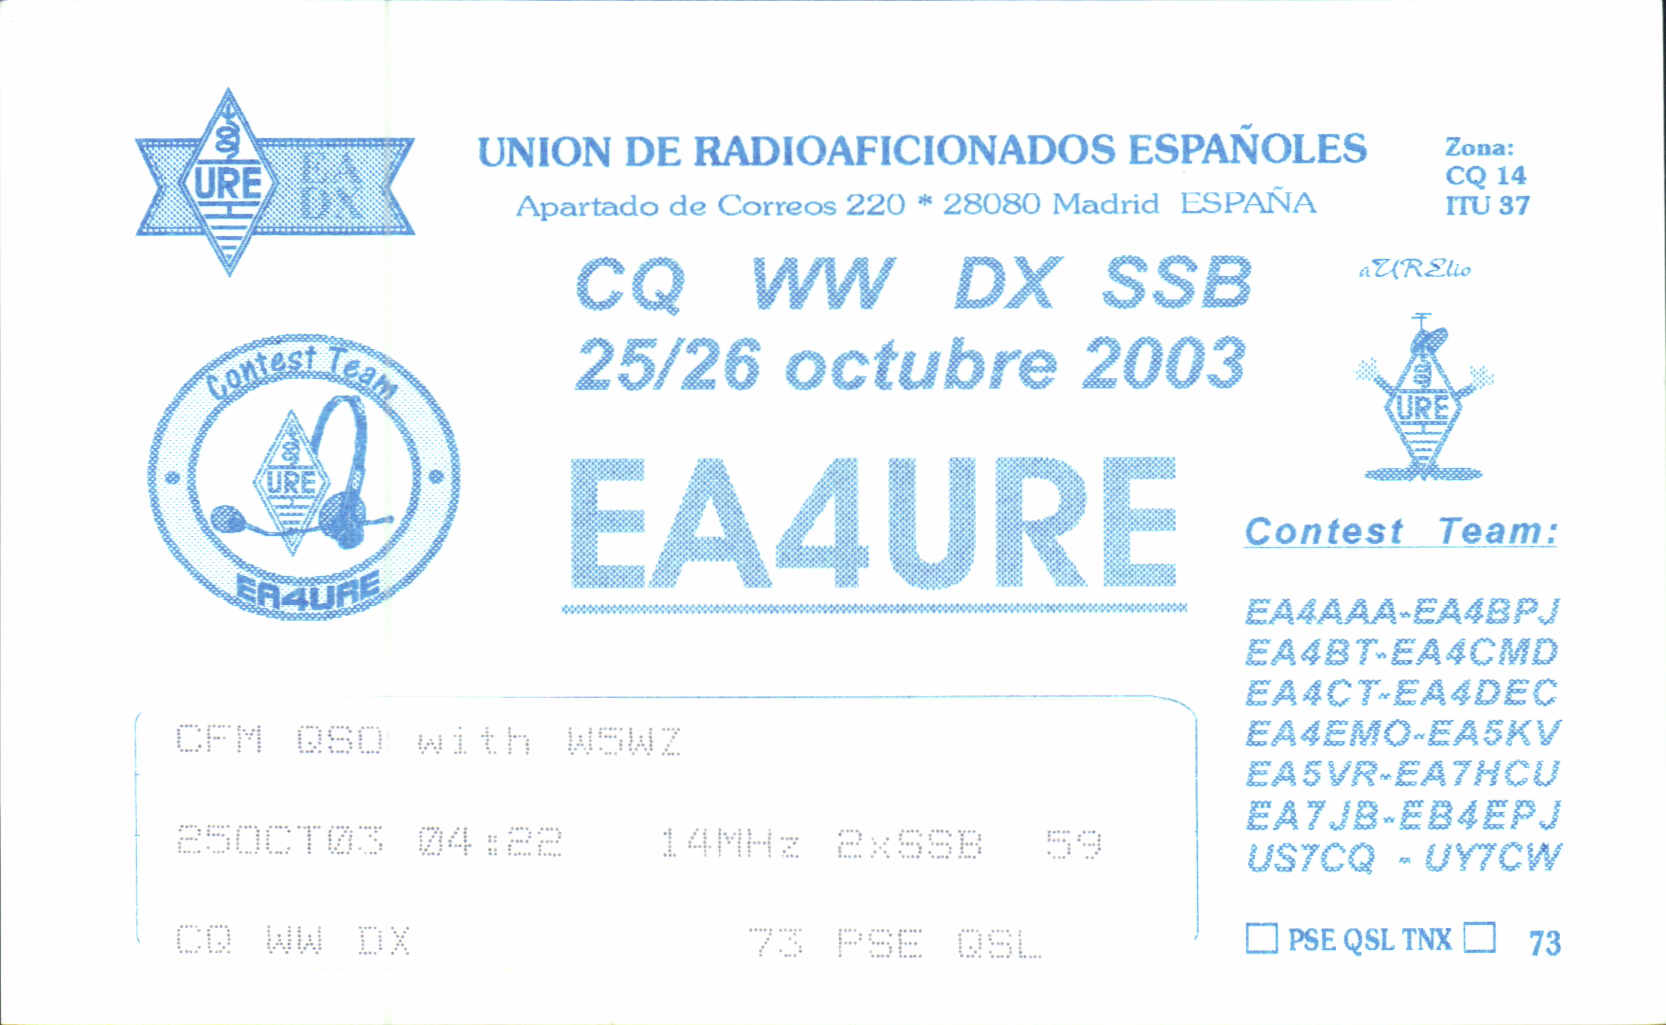 URE
EA
DX
UNION DE RADIOAFICIONADOS ESPAÑOLES
Apartado de Correos 220 * 28080 Madrid ESPAÑA
Zona:
CQ 14
ITU 37
CQ WW DX SSB
25/26 octubre 2003
aURElio
URE
Contest Team
URE
EA4URE
EA4URE
Contest Team:
EA4AAA-EA4BPJ
EA4BT-EA4CMD
EA4CT-EA4DEC
EA4EMO-EA5KV
EA5VR-EA7HCU
EA7JB-EB4EPJ
US7CQ - UY7CW
PSE QSL TNX 73
CFM QSO with W5WZ
25OCT03 04:22 14MHz 2xSSB 59
CQ WW DX 73 PSE QSL